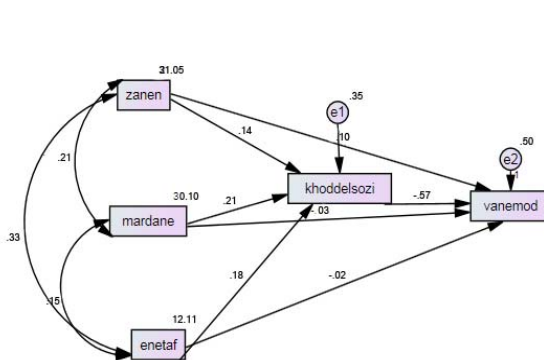 31.05
zanen
.35
e1
.14
.10
.50
e2
1
.21
khoddelsozi
-.57
vanemod
30.10
mardane
.21
-.03
.33
.18
-.02
.15
12.11
enetaf